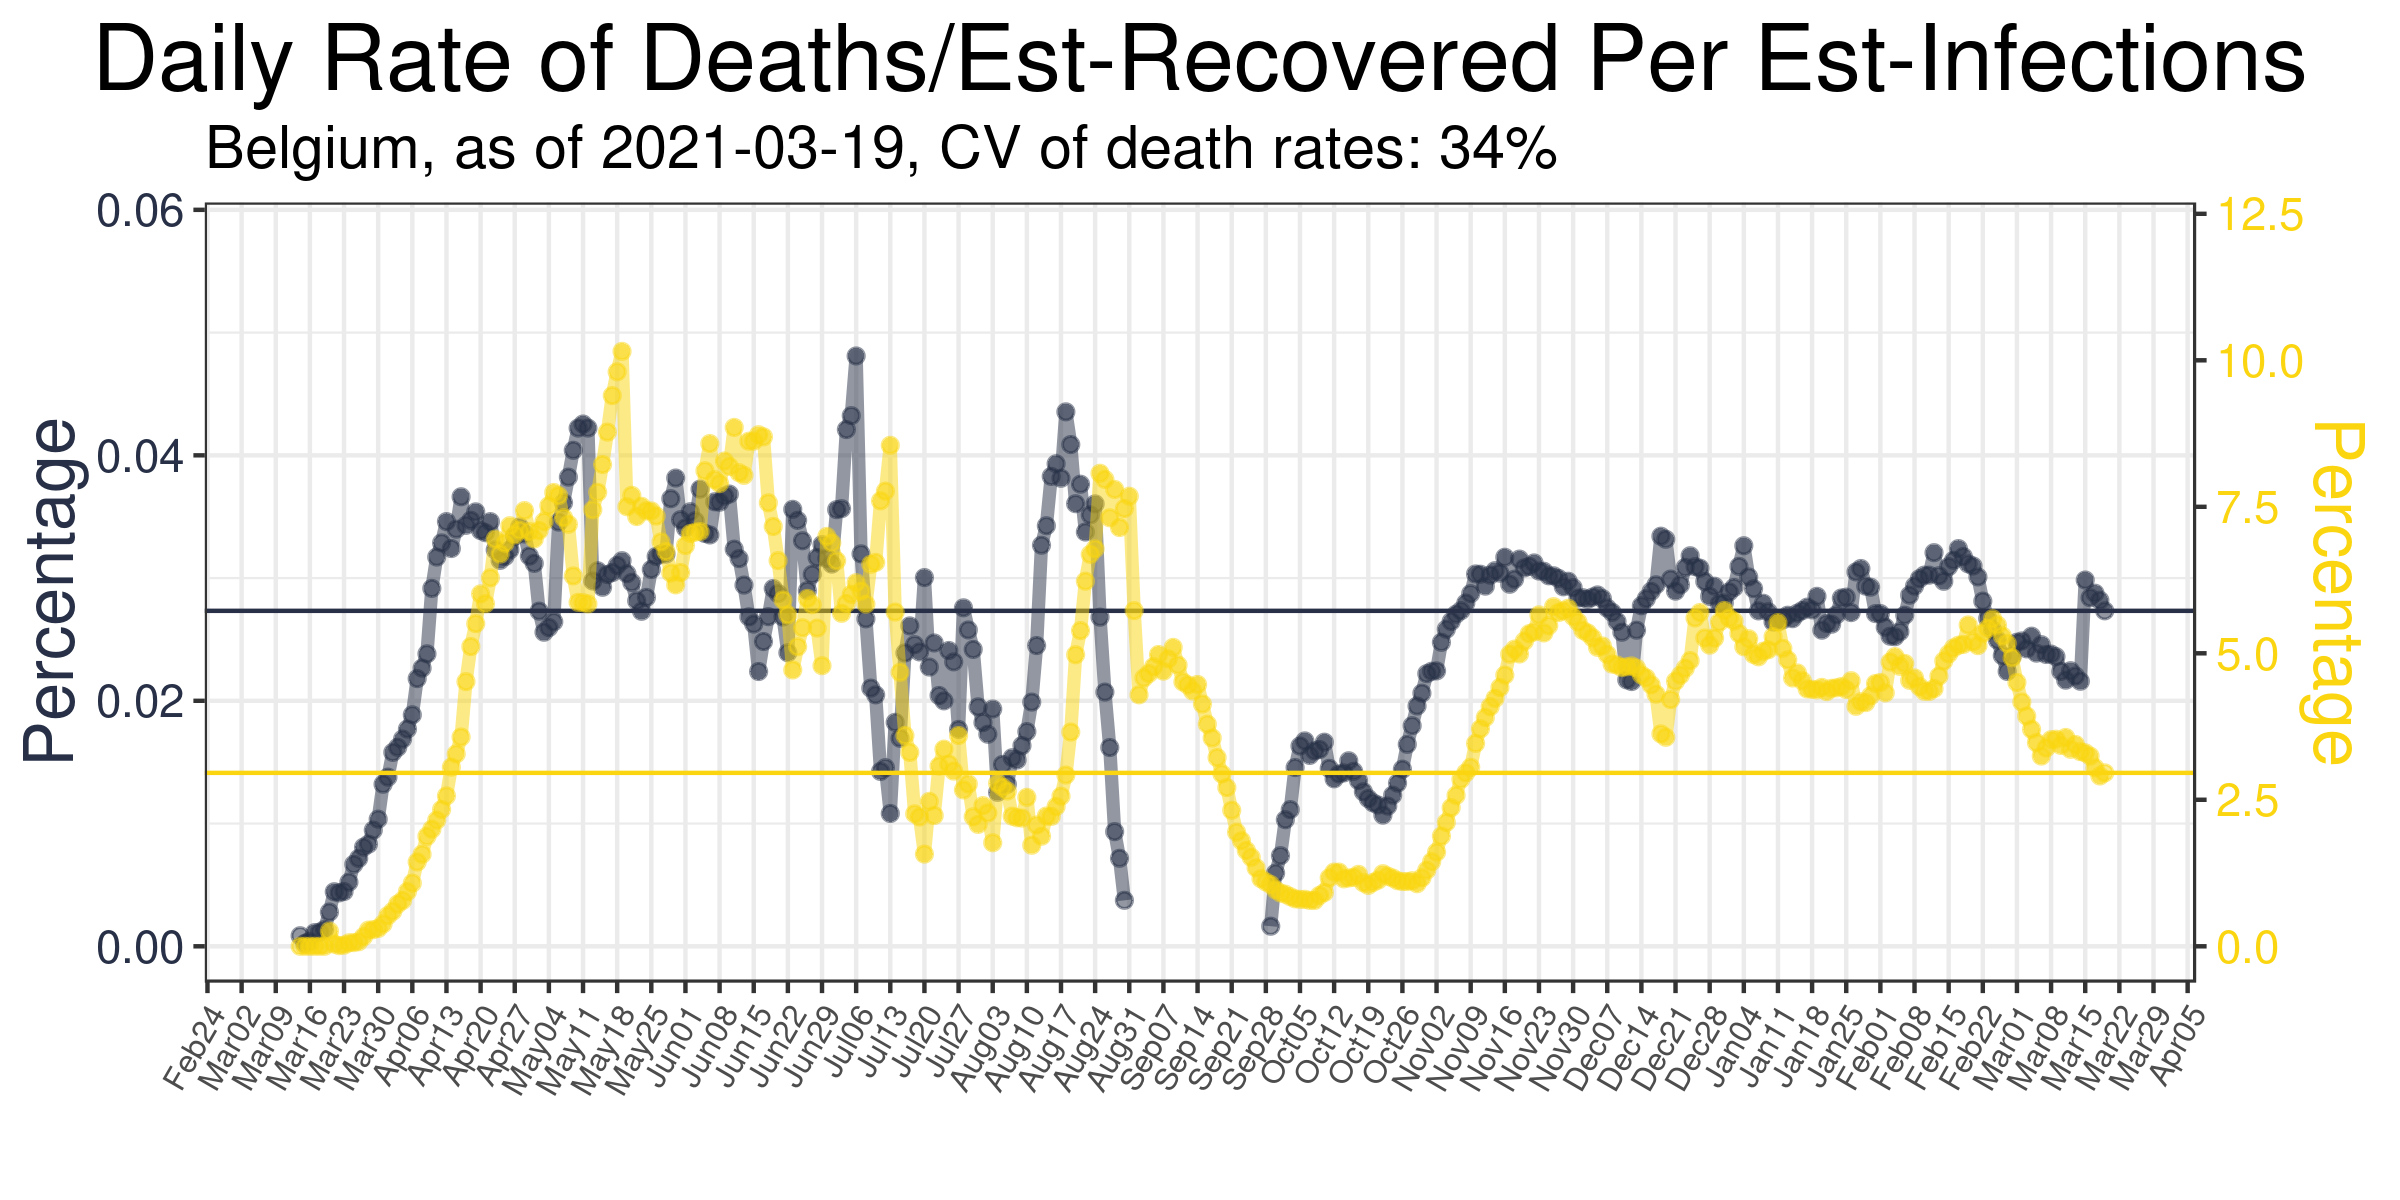 Daily Rate of Deaths/Est-Recovered Per Est-Infections
Belgium, as of 2021-03-19, CV of death rates: 34%
Percentage
0.06
0.04
0.02
0.00
12.5
10.0
7.5
5.0
2.5
0.0
Percentage
Feb24
Mar02
Mar09
Mar16
Mar23
Mar30
Apr06
Apr13
Apr20
Apr27
May04
May11
May18
May25
Jun01
Jun08
Jun15
Jun22
Jun29
Jul06
Jul13
Jul20
Jul27
Aug03
Aug10
Aug17
Aug24
Aug31
Sep07
Sep14
Sep21
Sep28
Oct05
Oct12
Oct19
Oct26
Nov02
Nov09
Nov16
Nov23
Nov30
Dec07
Dec14
Dec21
Dec28
Jan04
Jan11
Jan18
Jan25
Feb01
Feb08
Feb15
Feb22
Mar01
Mar08
Mar15
Mar22
Mar29
Apr05